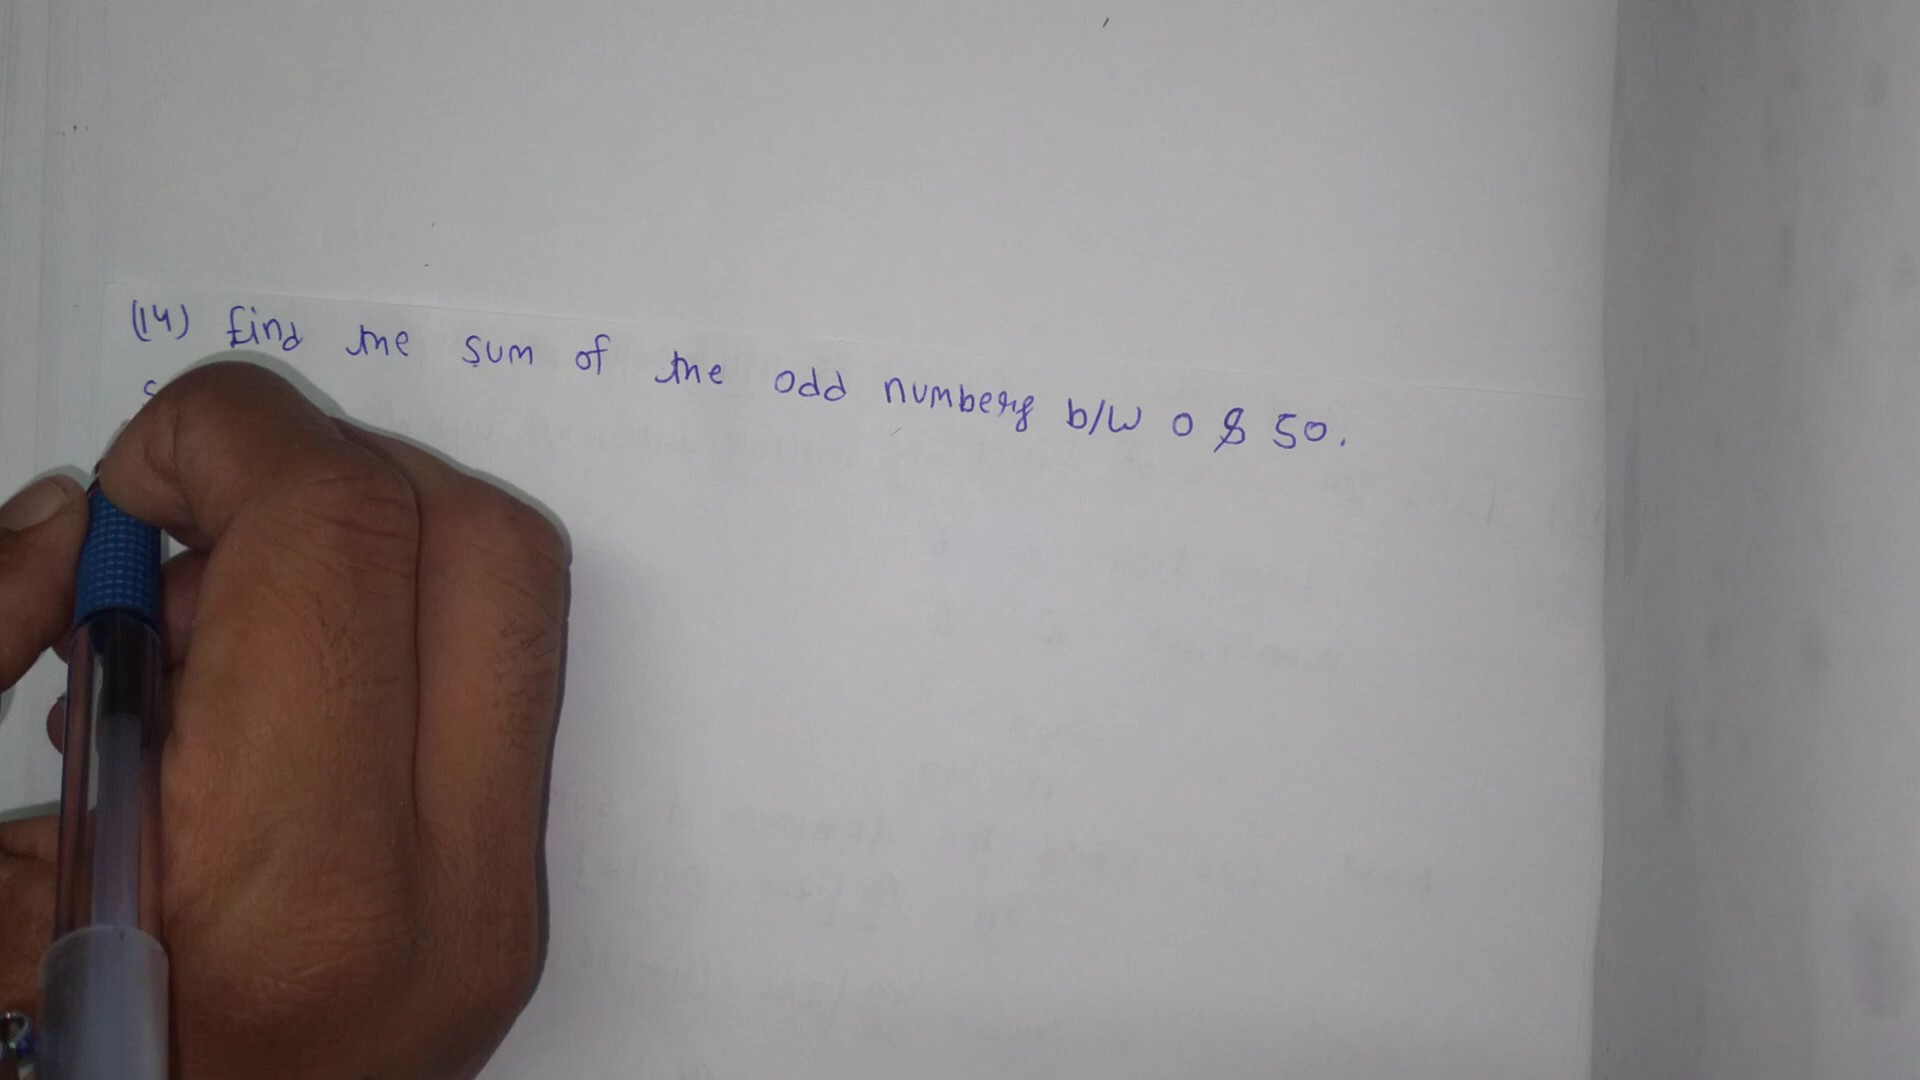 (14) Find the sum of the odd numbers b/w 0 & 50.
S